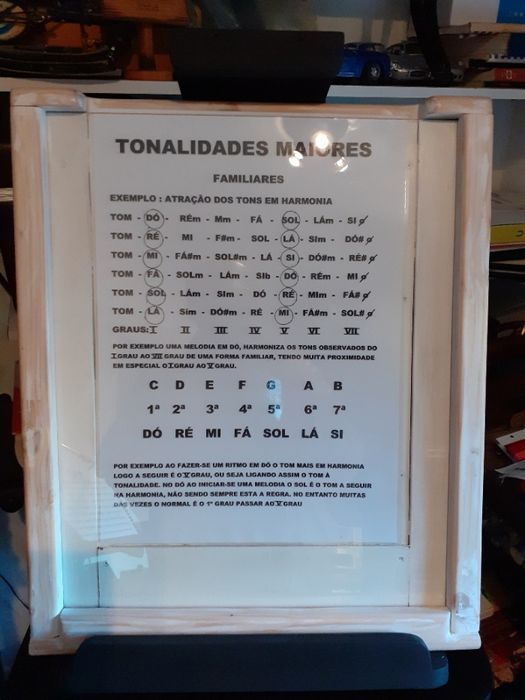 TONALIDADES MAIORES
FAMILIARES
EXEMPLO : ATRAÇÃO DOS TONS EM HARMONIA
TOM - DÓ - RÉm - Mm - FÁ - SOL - LÁm - SI ø
TOM - RÉ - MI - F#m - SOL - LÁ - SIm - DÓ# ø
TOM - MI - FÁ#m - SOL#m - LÁ - SI - DÓ#m - RÉ# ø
TOM - FÁ - SOLm - LÁm - SIb - DÓ - RÉm - MI ø
TOM - SOL - LÁm - SIm - DÓ - RÉ - MIm - FÁ# ø
TOM - LÁ - Sim - DÓ#m - RÉ - MI - FÁ#m - SOL# ø
GRAUS: I II III IV V VI VII
POR EXEMPLO UMA MELODIA EM DÓ, HARMONIZA OS TONS OBSERVADOS DO
I GRAU AO VII GRAU DE UMA FORMA FAMILIAR, TENDO MUITA PROXIMIDADE
EM ESPECIAL O I GRAU AO V GRAU.
C D E F G A B
1ª 2ª 3ª 4ª 5ª 6ª 7ª
DÓ RÉ MI FÁ SOL LÁ SI
POR EXEMPLO AO FAZER-SE UM RITMO EM DÓ O TOM MAIS EM HARMONIA
LOGO A SEGUIR É O V GRAU, OU SEJA LIGANDO ASSIM O TOM À
TONALIDADE. NO DÓ AO INICIAR-SE UMA MELODIA O SOL É O TOM A SEGUIR
NA HARMONIA, NÃO SENDO SEMPRE ESTA A REGRA. NO ENTANTO MUITAS
DAS VEZES O NORMAL É O 1º GRAU PASSAR AO V GRAU